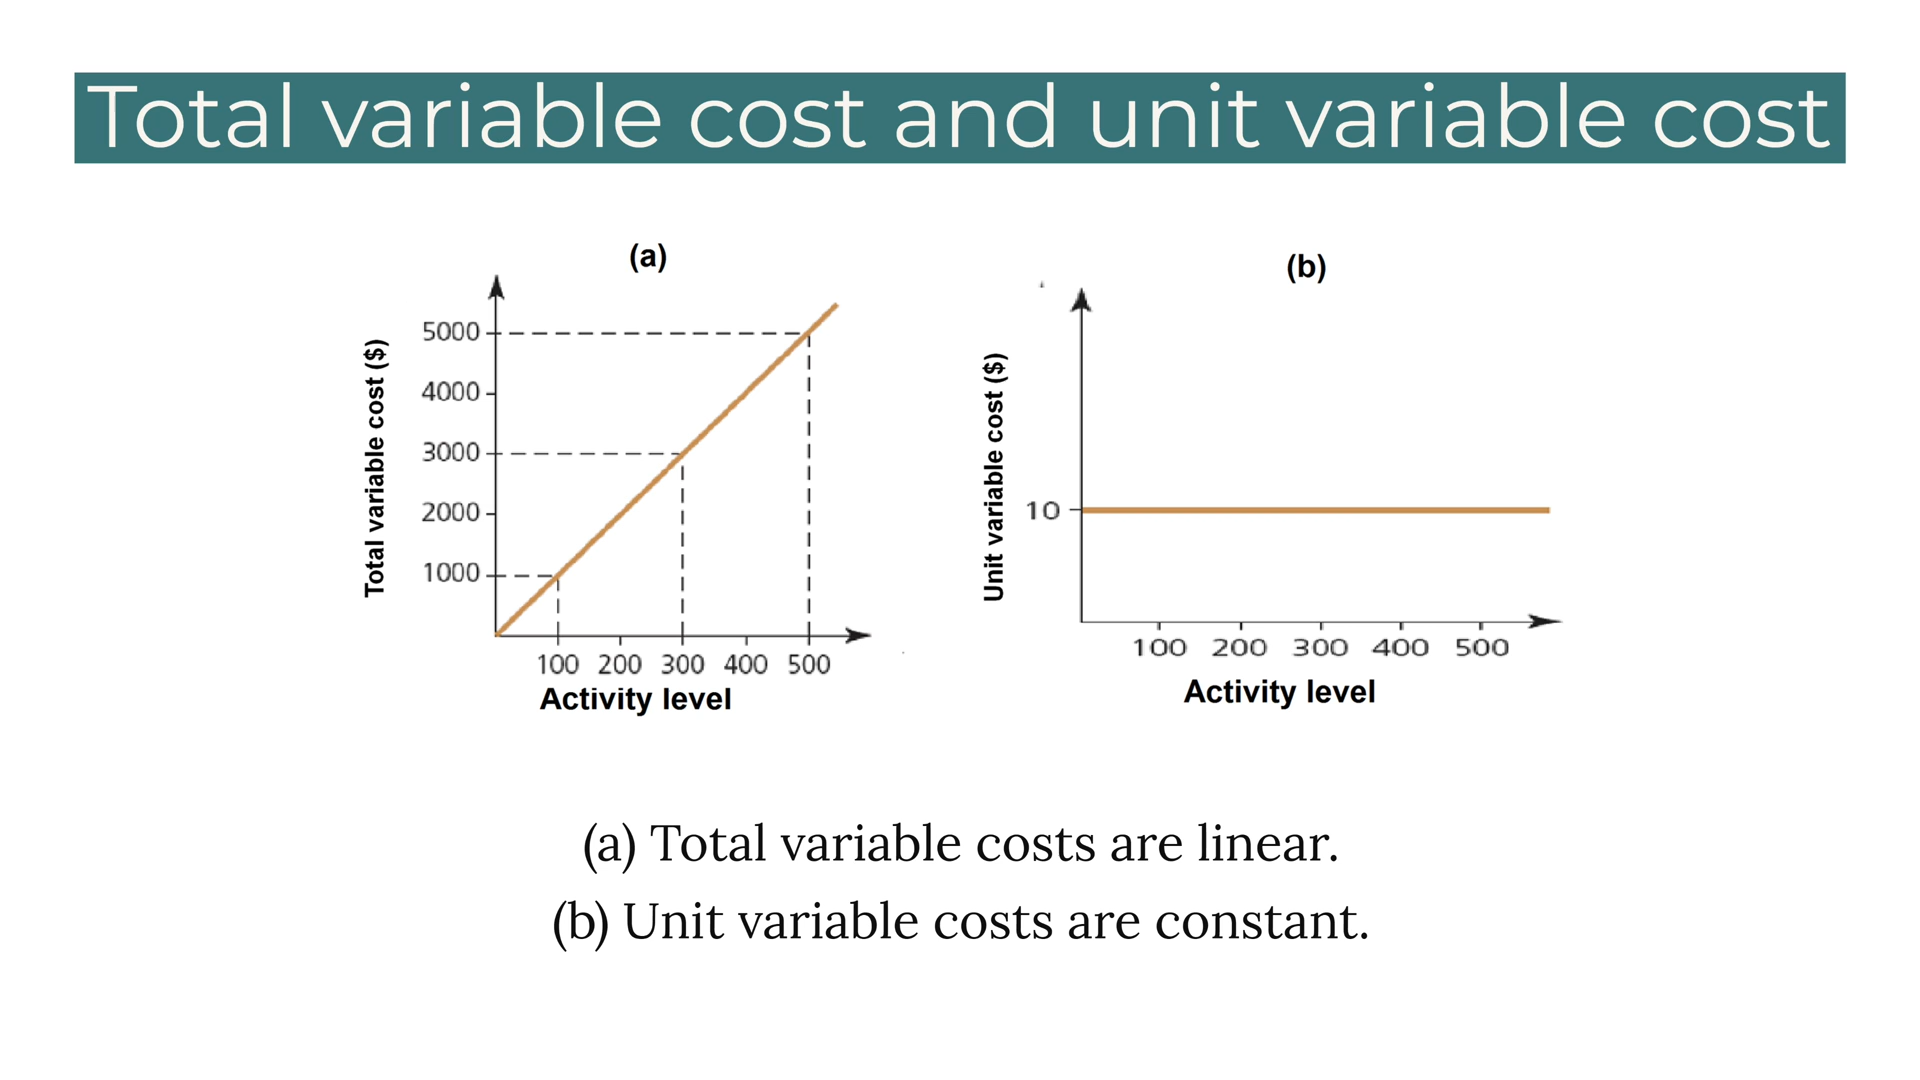 Total variable cost and unit variable cost
(a)
Total variable cost ($)
5000
4000
3000
2000
1000
100 200 300 400 500
Activity level
(b)
Unit variable cost ($)
10
100 200 300 400 500
Activity level
(a) Total variable costs are linear.
(b) Unit variable costs are constant.